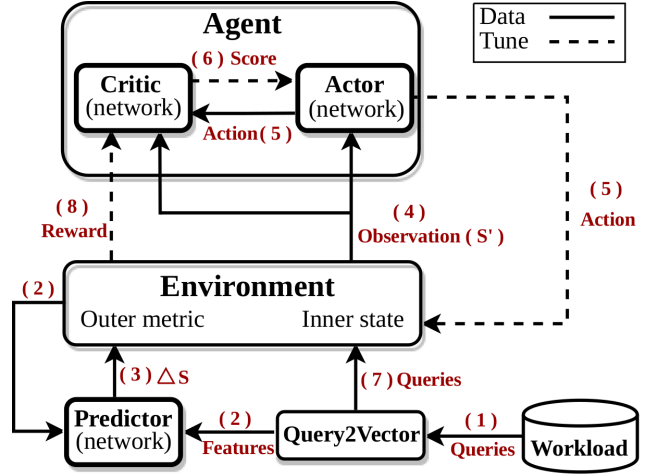 Agent
Data
Tune
( 6 ) Score
Critic
(network)
Actor
(network)
Action( 5 )
( 8 )
Reward
( 4 )
Observation ( S' )
( 5 )
Action
( 2 )
Environment
Outer metric
Inner state
( 3 ) △ S
( 7 ) Queries
Predictor
(network)
( 2 )
Features
Query2Vector
( 1 )
Queries
Workload